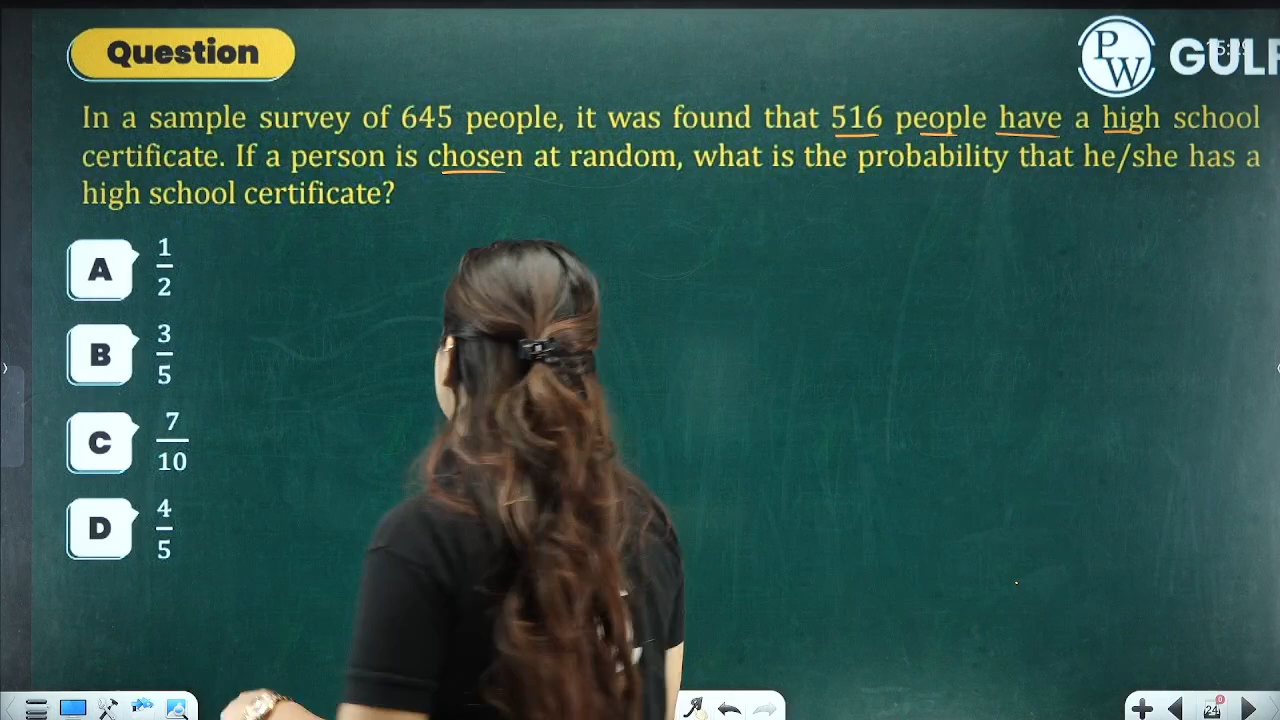 Question
PW GULF
In a sample survey of 645 people, it was found that 516 people have a high school
certificate. If a person is chosen at random, what is the probability that he/she has a
high school certificate?
A 1/2
B 3/5
C 7/10
D 4/5
24